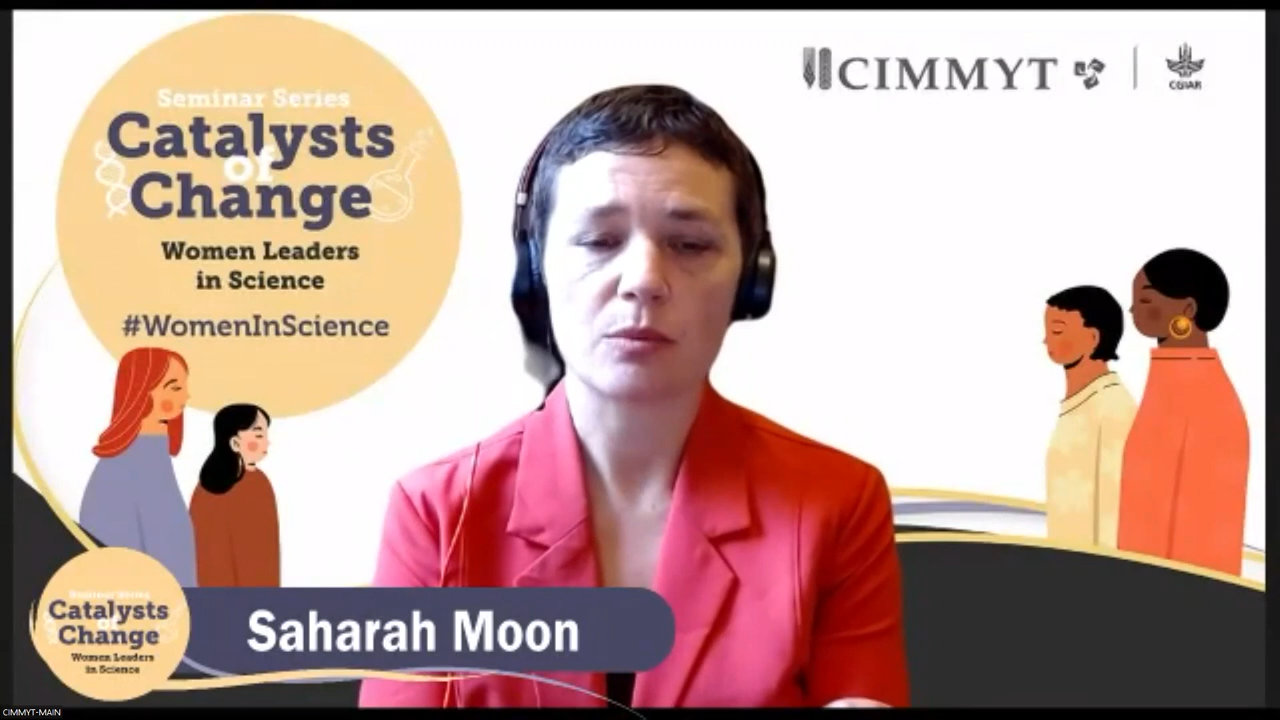 Seminar Series
Catalysts
of
Change
Women Leaders
in Science
#WomenInScience
CIMMYT
CGIAR
Seminar Series
Catalysts
of
Change
Women Leaders
in Science
Saharah Moon
CIMMYT-MAIN